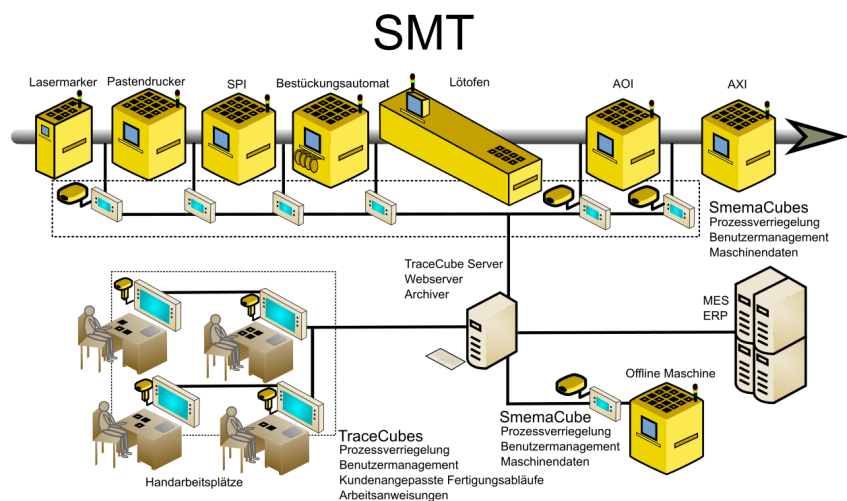 SMT
Lasermarker
Pastendrucker
SPI
Bestückungsautomat
Lötofen
AOI
AXI
SmemaCubes
Prozessverriegelung
Benutzermanagement
Maschinendaten
TraceCube Server
Webserver
Archiver
MES
ERP
Offline Maschine
SmemaCube
Prozessverriegelung
Benutzermanagement
Maschinendaten
TraceCubes
Prozessverriegelung
Benutzermanagement
Kundenangepasste Fertigungsabläufe
Arbeitsanweisungen
Handarbeitsplätze